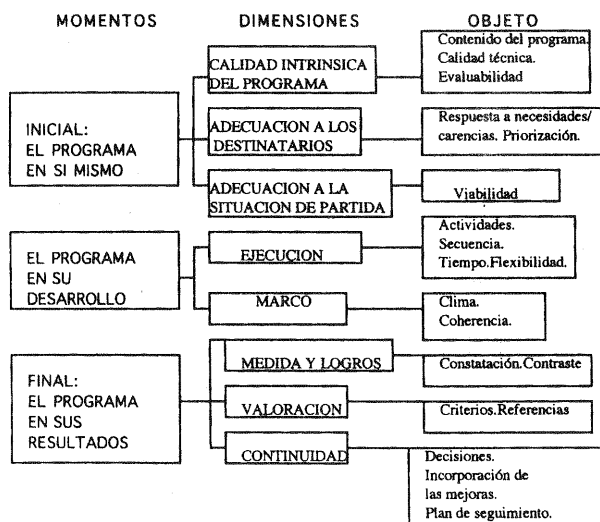 MOMENTOS DIMENSIONES OBJETO
INICIAL:
EL PROGRAMA
EN SI MISMO
CALIDAD INTRINSICA
DEL PROGRAMA
Contenido del programa.
Calidad técnica.
Evaluabilidad
ADECUACION A LOS
DESTINATARIOS
Respuesta a necesidades/
carencias. Priorización.
ADECUACION A LA
SITUACION DE PARTIDA
Viabilidad
EL PROGRAMA
EN SU
DESARROLLO
EJECUCION
Actividades.
Secuencia.
Tiempo.Flexibilidad.
MARCO
Clima.
Coherencia.
FINAL:
EL PROGRAMA
EN SUS
RESULTADOS
MEDIDA Y LOGROS
Constatación.Contraste
VALORACION
Criterios.Referencias
CONTINUIDAD
Decisiones.
Incorporación de
las mejoras.
Plan de seguimiento.